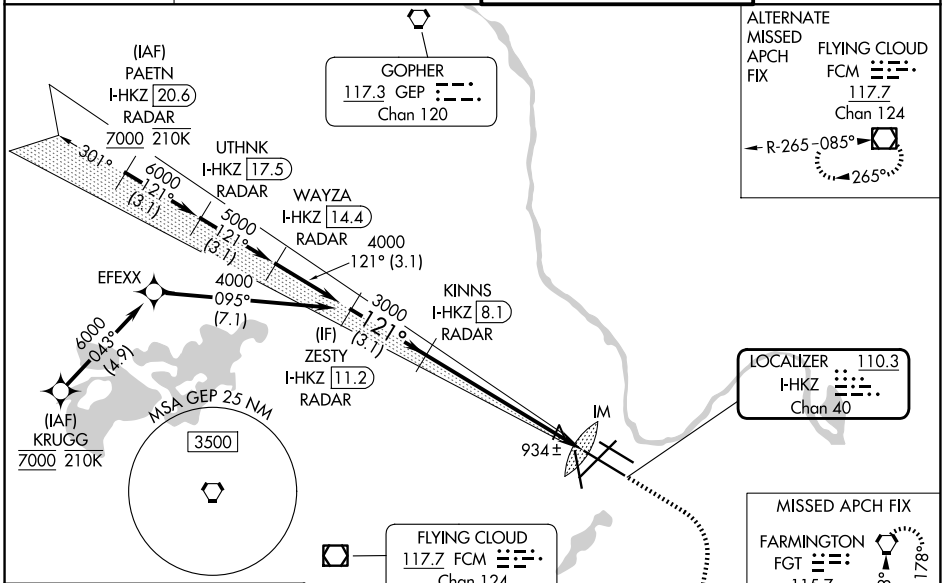 (IAF)
PAETN
I-HKZ 20.6
RADAR
7000 210K
GOPHER
117.3 GEP
Chan 120
ALTERNATE
MISSED
APCH
FIX
FLYING CLOUD
FCM
117.7
Chan 124
R-265
085°
265°
301°
6000
121°
(3.1)
UTHNK
I-HKZ 17.5
RADAR
5000
121°
(3.1)
WAYZA
I-HKZ 14.4
RADAR
4000
121° (3.1)
EFEXX
4000
095°
(7.1)
3000
121°
(3.1)
KINNS
I-HKZ 8.1
RADAR
6000
043°
(4.9)
(IF)
ZESTY
I-HKZ 11.2
RADAR
(IAF)
KRUGG
7000 210K
LOCALIZER 110.3
I-HKZ
Chan 40
IM
934 ±
MSA GEP 25 NM
3500
MISSED APCH FIX
FARMINGTON
FGT
178°
FLYING CLOUD
117.7 FCM